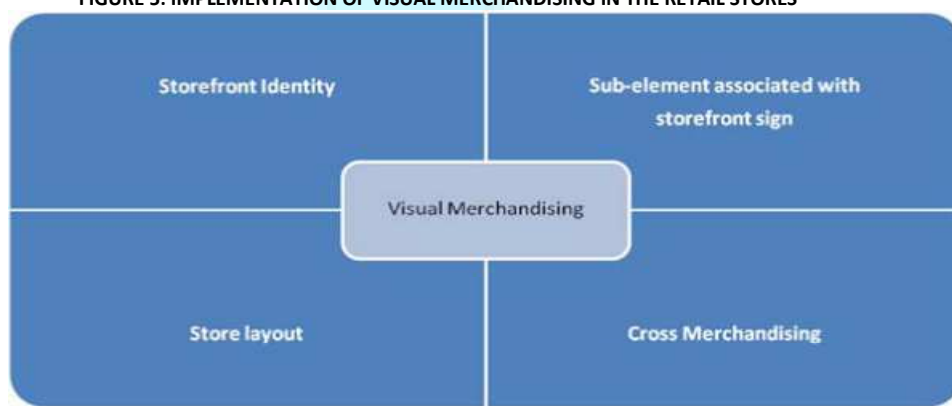 FIGURE 3: IMPLEMENTATION OF VISUAL MERCHANDISING IN THE RETAIL STORES
Storefront Identity
Sub-element associated with
storefront sign
Visual Merchandising
Store layout
Cross Merchandising